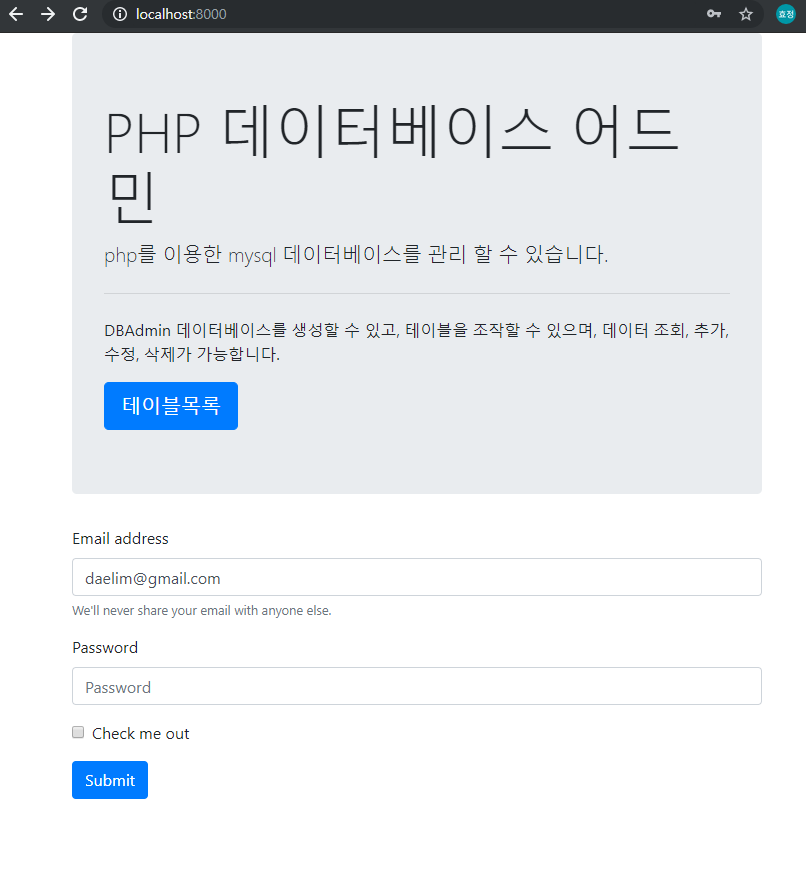 localhost:8000
효정
PHP 데이터베이스 어드
민
php를 이용한 mysql 데이터베이스를 관리 할 수 있습니다.
DBAdmin 데이터베이스를 생성할 수 있고, 테이블을 조작할 수 있으며, 데이터 조회, 추가,
수정, 삭제가 가능합니다.
테이블목록
Email address
daelim@gmail.com
We'll never share your email with anyone else.
Password
Password
Check me out
Submit